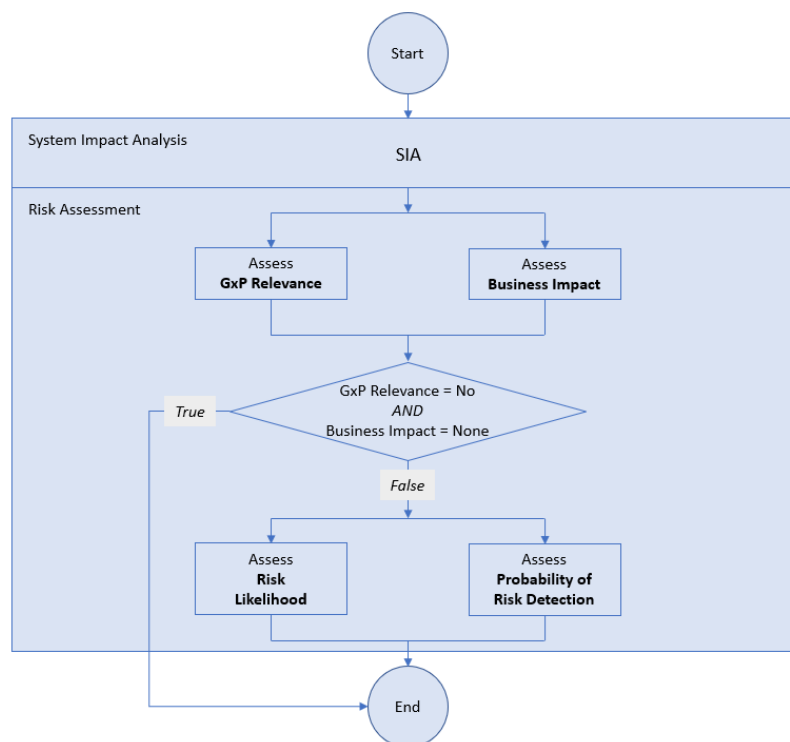 Start
System Impact Analysis
SIA
Risk Assessment
Assess
GxP Relevance
Assess
Business Impact
GxP Relevance = No
AND
Business Impact = None
True
False
Assess
Risk
Likelihood
Assess
Probability of
Risk Detection
End